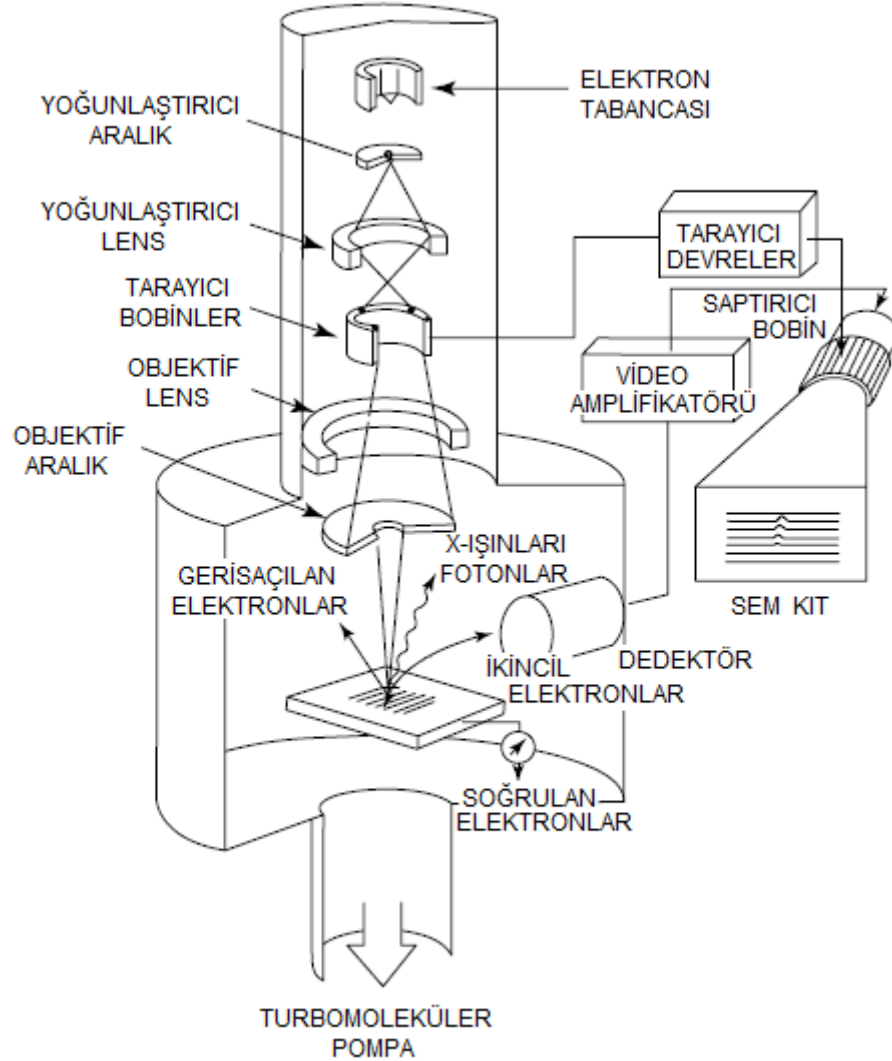 ELEKTRON
TABANCASI
YOĞUNLAŞTIRICI
ARALIK
YOĞUNLAŞTIRICI
LENS
TARAYICI
BOBİNLER
OBJEKTİF
LENS
OBJEKTİF
ARALIK
TARAYICI
DEVRELER
SAPTIRICI
BOBİN
VİDEO
AMPLİFİKATÖRÜ
X-IŞINLARI
FOTONLAR
GERİSAÇILAN
ELEKTRONLAR
SEM KIT
DEDEKTÖR
İKİNCİL
ELEKTRONLAR
SOĞRULAN
ELEKTRONLAR
TURBOMOLEKÜLER
POMPA